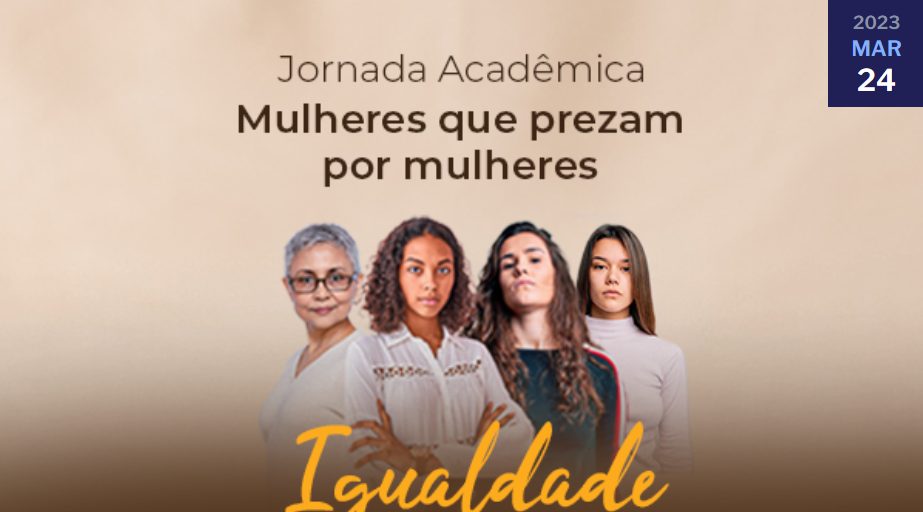 2023
MAR
24
Jornada Acadêmica
Mulheres que prezam
por mulheres
Igualdade